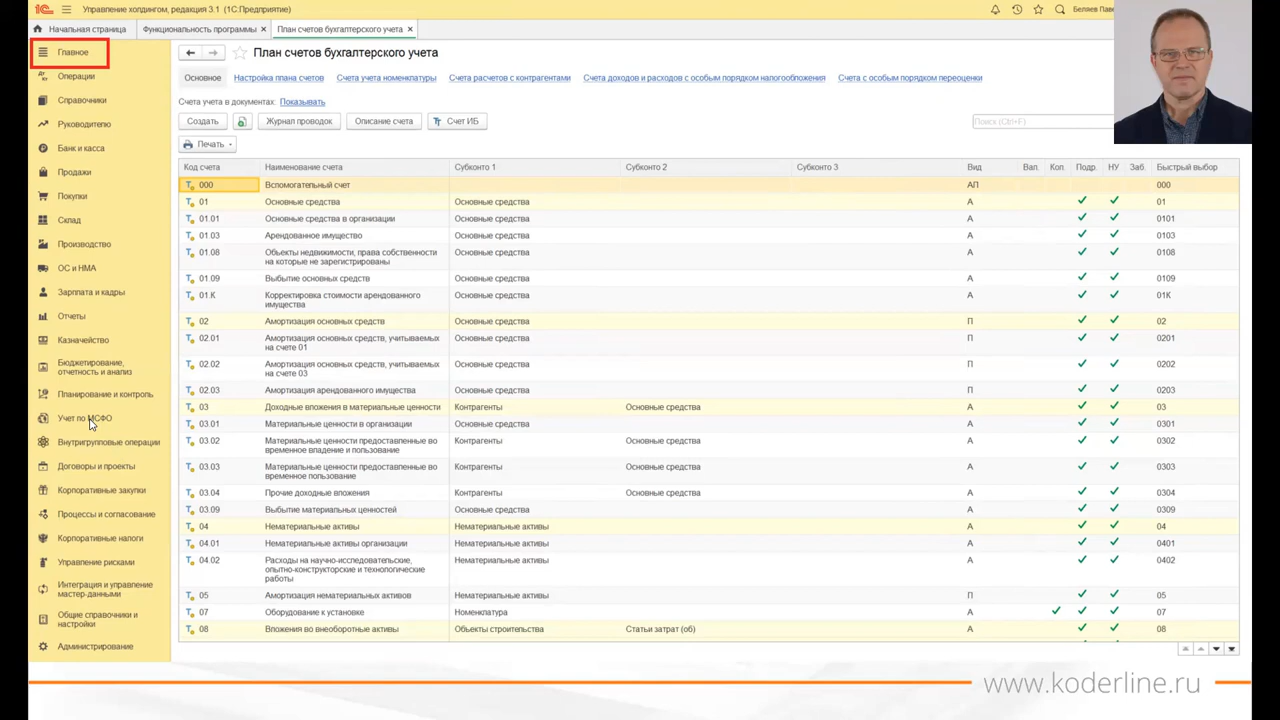 1С Управление холдингом, редакция 3.1 (1С:Предприятие) Беляев Паве
Начальная страница Функциональность программы × План счетов бухгалтерского учета ×
Главное
Операции
Справочники
Руководителю
Банк и касса
Продажи
Покупки
Склад
Производство
ОС и НМА
Зарплата и кадры
Отчеты
Казначейство
Бюджетирование,
отчетность и анализ
Планирование и контроль
Учет по МСФО
Внутригрупповые операции
Договоры и проекты
Корпоративные закупки
Процессы и согласование
Корпоративные налоги
Управление рисками
Интеграция и управление
мастер-данными
Общие справочники и
настройки
Администрирование
План счетов бухгалтерского учета
Основное Настройка плана счетов Счета учета номенклатуры Счета расчетов с контрагентами Счета доходов и расходов с особым порядком налогообложения Счета с особым порядком переоценки
Счета учета в документах: Показывать
Создать Журнал проводок Описание счета Счет ИБ Поиск (Ctrl+F)
Печать
Код счета Наименование счета Субконто 1 Субконто 2 Субконто 3 Вид Вал. Кол. Подр. НУ Заб. Быстрый выбор
000 Вспомогательный счет АП 000
01 Основные средства Основные средства А 01
01.01 Основные средства в организации Основные средства А 0101
01.03 Арендованное имущество Основные средства А 0103
01.08 Объекты недвижимости, права собственности Основные средства А 0108
на которые не зарегистрированы
01.09 Выбытие основных средств Основные средства А 0109
01.К Корректировка стоимости арендованного Основные средства А 01К
имущества
02 Амортизация основных средств Основные средства П 02
02.01 Амортизация основных средств, учитываемых Основные средства П 0201
на счете 01
02.02 Амортизация основных средств, учитываемых Основные средства П 0202
на счете 03
02.03 Амортизация арендованного имущества Основные средства П 0203
03 Доходные вложения в материальные ценности Контрагенты Основные средства А 03
03.01 Материальные ценности в организации Основные средства А 0301
03.02 Материальные ценности предоставленные во Контрагенты Основные средства А 0302
временное владение и пользование
03.03 Материальные ценности предоставленные во Контрагенты Основные средства А 0303
временное пользование
03.04 Прочие доходные вложения Контрагенты Основные средства А 0304
03.09 Выбытие материальных ценностей Основные средства А 0309
04 Нематериальные активы Нематериальные активы А 04
04.01 Нематериальные активы организации Нематериальные активы А 0401
04.02 Расходы на научно-исследовательские, Нематериальные активы А 0402
опытно-конструкторские и технологические
работы
05 Амортизация нематериальных активов Нематериальные активы П 05
07 Оборудование к установке Номенклатура А 07
08 Вложения во внеоборотные активы Объекты строительства Статьи затрат (об) А 08
www.koderline.ru